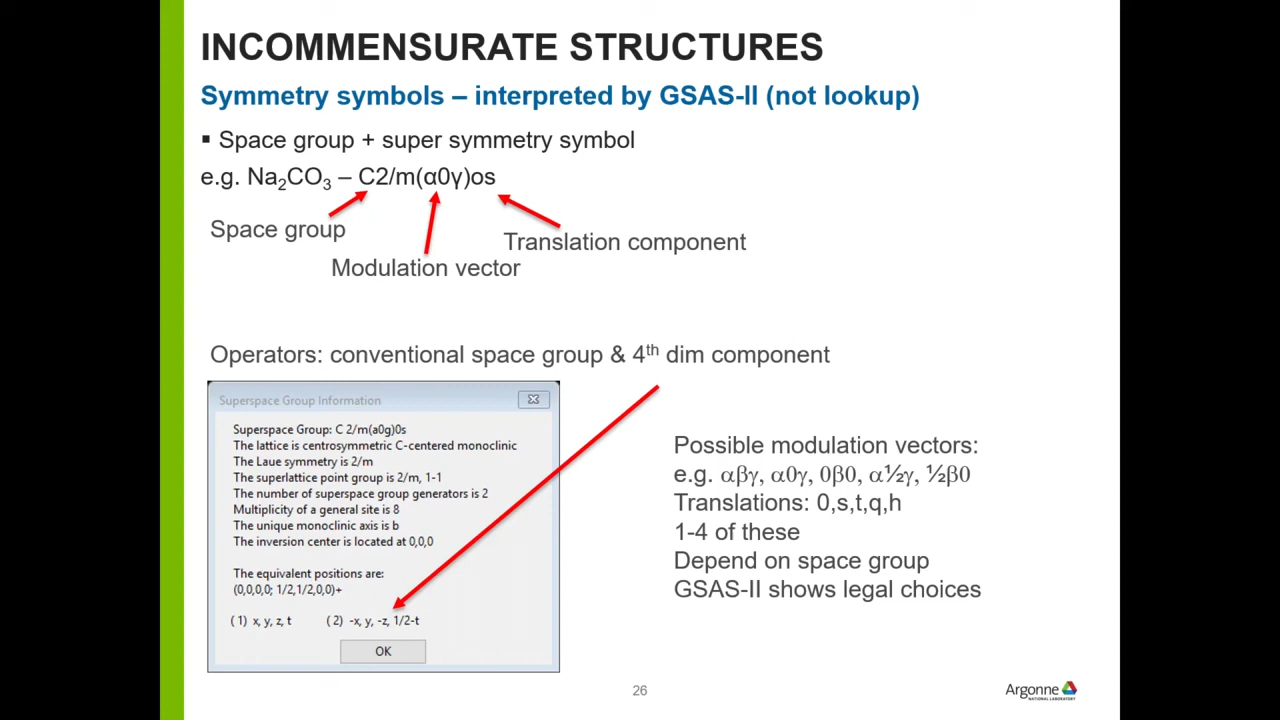 INCOMMENSURATE STRUCTURES
Symmetry symbols – interpreted by GSAS-II (not lookup)
▪ Space group + super symmetry symbol
e.g. Na₂CO₃ – C2/m(α0γ)os
Space group
Translation component
Modulation vector
Operators: conventional space group & 4th dim component
Superspace Group Information
Superspace Group: C 2/m(a0g)0s
The lattice is centrosymmetric C-centered monoclinic
The Laue symmetry is 2/m
The superlattice point group is 2/m, 1-1
The number of superspace group generators is 2
Multiplicity of a general site is 8
The unique monoclinic axis is b
The inversion center is located at 0,0,0
The equivalent positions are:
(0,0,0,0; 1/2,1/2,0,0)+
( 1) x, y, z, t ( 2) -x, y, -z, 1/2-t
OK
Possible modulation vectors:
e.g. αβγ, α0γ, 0β0, α½γ, ½β0
Translations: 0,s,t,q,h
1-4 of these
Depend on space group
GSAS-II shows legal choices
26
Argonne
NATIONAL LABORATORY